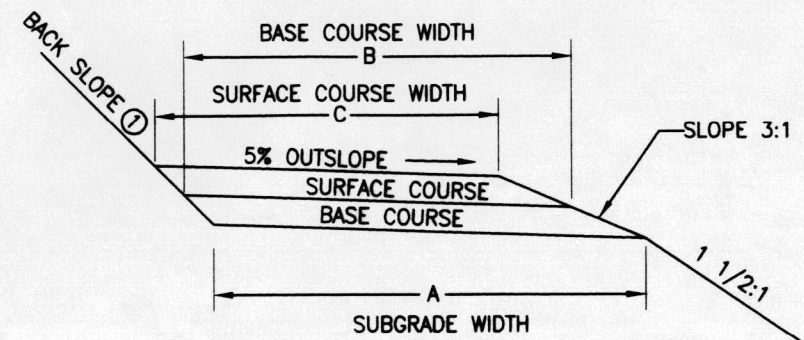 BASE COURSE WIDTH
B
BACK SLOPE ①
SURFACE COURSE WIDTH
C
SLOPE 3:1
5% OUTSLOPE
SURFACE COURSE
BASE COURSE
1 1/2:1
A
SUBGRADE WIDTH